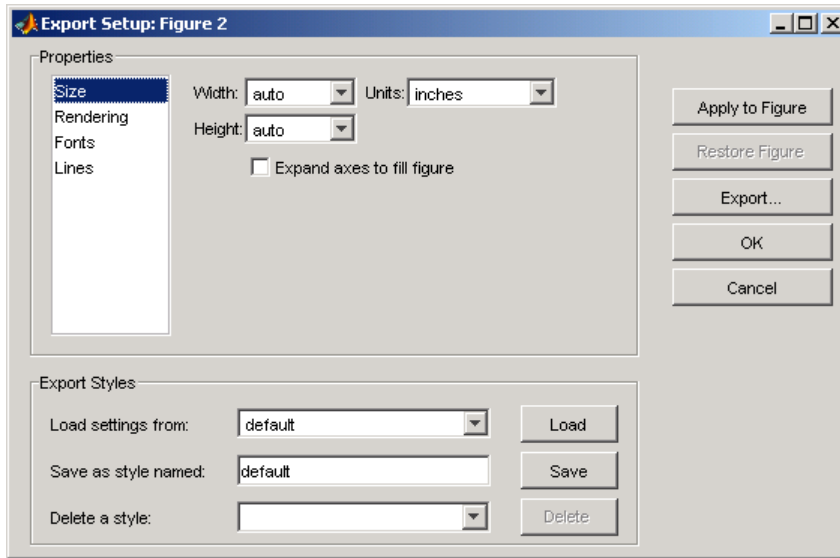 Export Setup: Figure 2
Properties
Size
Rendering
Fonts
Lines
Width: auto Units: inches
Height: auto
Expand axes to fill figure
Apply to Figure
Restore Figure
Export...
OK
Cancel
Export Styles
Load settings from: default Load
Save as style named: default Save
Delete a style: Delete